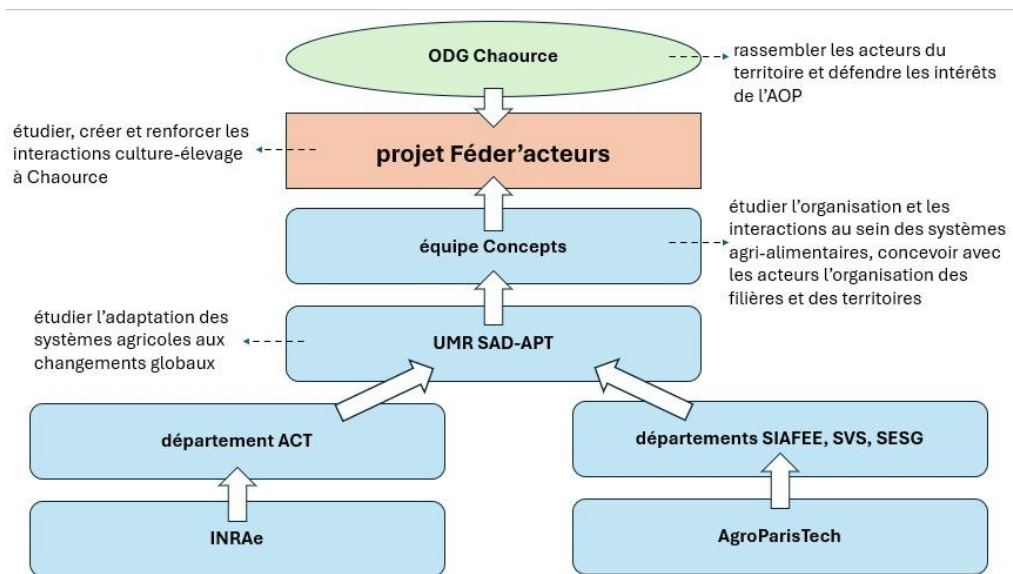 ODG Chaource
rassembler les acteurs du
territoire et défendre les intérêts
de l’AOP
étudier, créer et renforcer les
interactions culture-élevage
à Chaource
projet Féder’acteurs
équipe Concepts
étudier l’organisation et les
interactions au sein des systèmes
agri-alimentaires, concevoir avec
les acteurs l’organisation des
filières et des territoires
étudier l’adaptation des
systèmes agricoles aux
changements globaux
UMR SAD-APT
département ACT
départements SIAFEE, SVS, SESG
INRAe
AgroParisTech